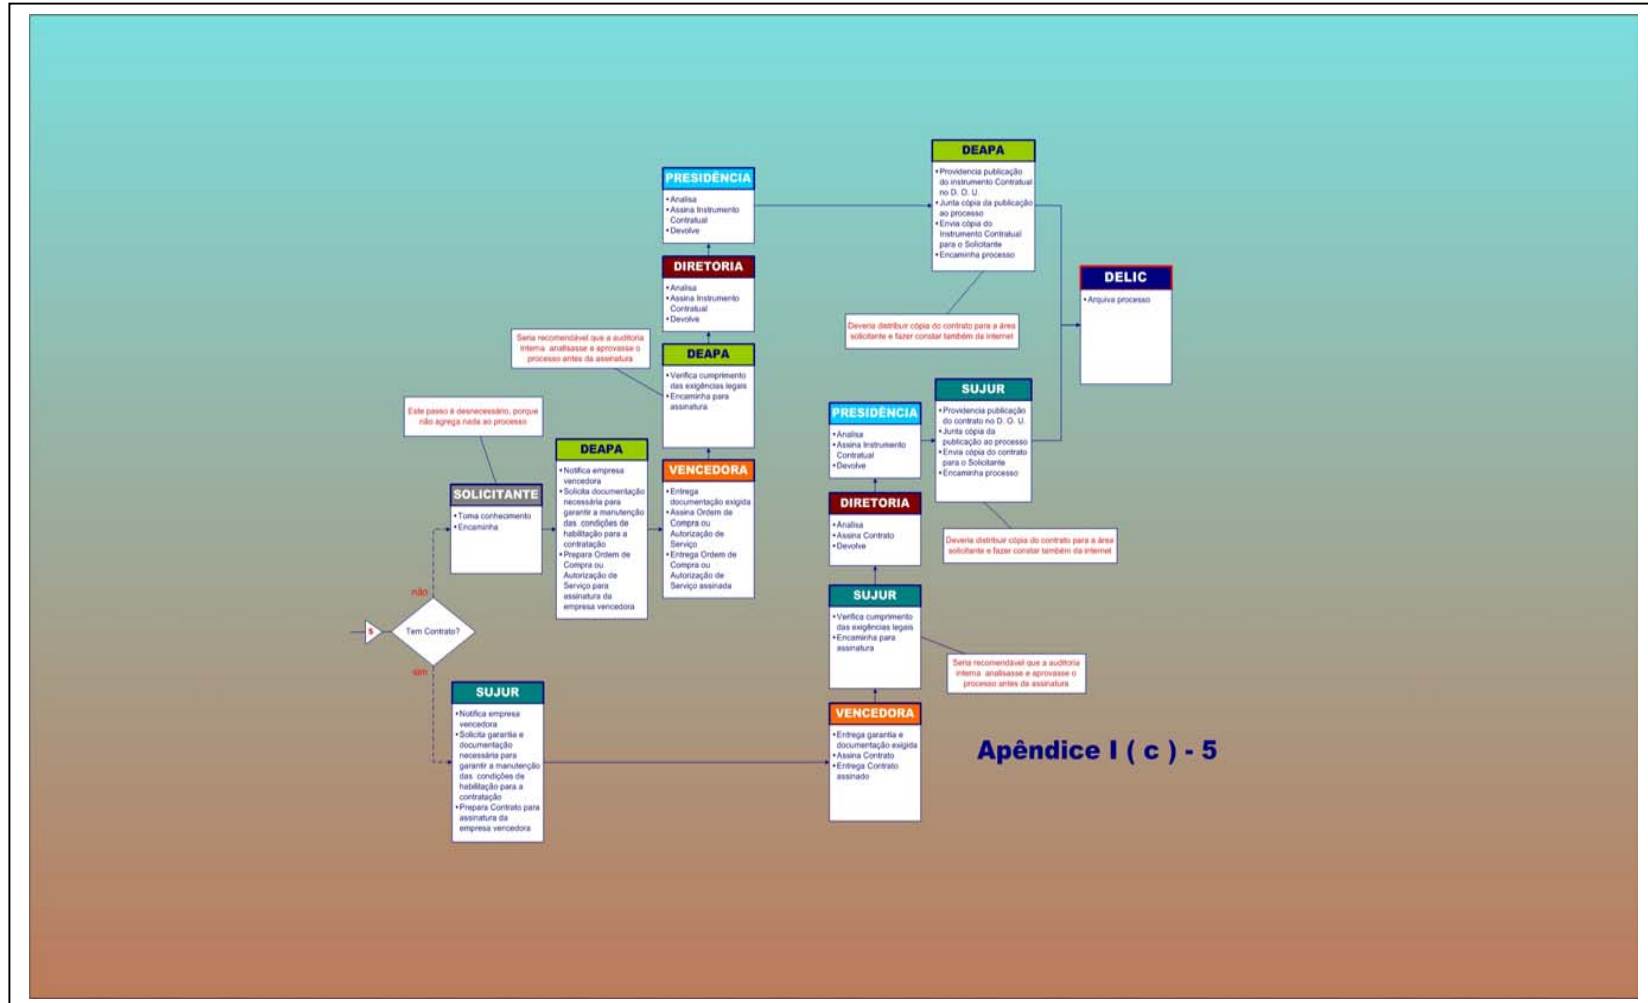 DEAPA
• Providencia publicação
do instrumento Contratual
no D. O. U.
• Junta cópia da publicação
ao processo
• Envia cópia do
Instrumento Contratual
para o Solicitante
• Encaminha processo
PRESIDÊNCIA
• Analisa
• Assina Instrumento
Contratual
• Devolve
DIRETORIA
• Analisa
• Assina Instrumento
Contratual
• Devolve
DELIC
• Arquiva processo
Deveria distribuir cópia do contrato para a área
solicitante e fazer constar também da internet
Seria recomendável que a auditoria
interna analisasse e aprovasse o
processo antes da assinatura
DEAPA
• Verifica cumprimento
das exigências legais
• Encaminha para
assinatura
SUJUR
• Providencia publicação
do contrato no D. O. U.
• Junta cópia da
publicação ao processo
• Envia cópia do contrato
para o Solicitante
• Encaminha processo
Este passo é desnecessário, porque
não agrega nada ao processo
PRESIDÊNCIA
• Analisa
• Assina Instrumento
Contratual
• Devolve
DEAPA
• Notifica empresa
vencedora
• Solicita documentação
necessária para
garantir a manutenção
das condições de
habilitação para a
contratação
• Prepara Ordem de
Compra ou
Autorização de
Serviço para
assinatura da
empresa vencedora
VENCEDORA
• Entrega
documentação exigida
• Assina Ordem de
Compra ou
Autorização de
Serviço
• Entrega Ordem de
Compra ou
Autorização de
Serviço assinada
SOLICITANTE
• Toma conhecimento
• Encaminha
DIRETORIA
• Analisa
• Assina Contrato
• Devolve
Deveria distribuir cópia do contrato para a área
solicitante e fazer constar também da internet
não
5
Tem Contrato?
sim
SUJUR
• Verifica cumprimento
das exigências legais
• Encaminha para
assinatura
Seria recomendável que a auditoria
interna analisasse e aprovasse o
processo antes da assinatura
SUJUR
• Notifica empresa
vencedora
• Solicita garantia e
documentação
necessária para
garantir a manutenção
das condições de
habilitação para a
contratação
• Prepara Contrato para
assinatura da
empresa vencedora
VENCEDORA
• Entrega garantia e
documentação exigida
• Assina Contrato
• Entrega Contrato
assinado
Apêndice I ( c ) - 5